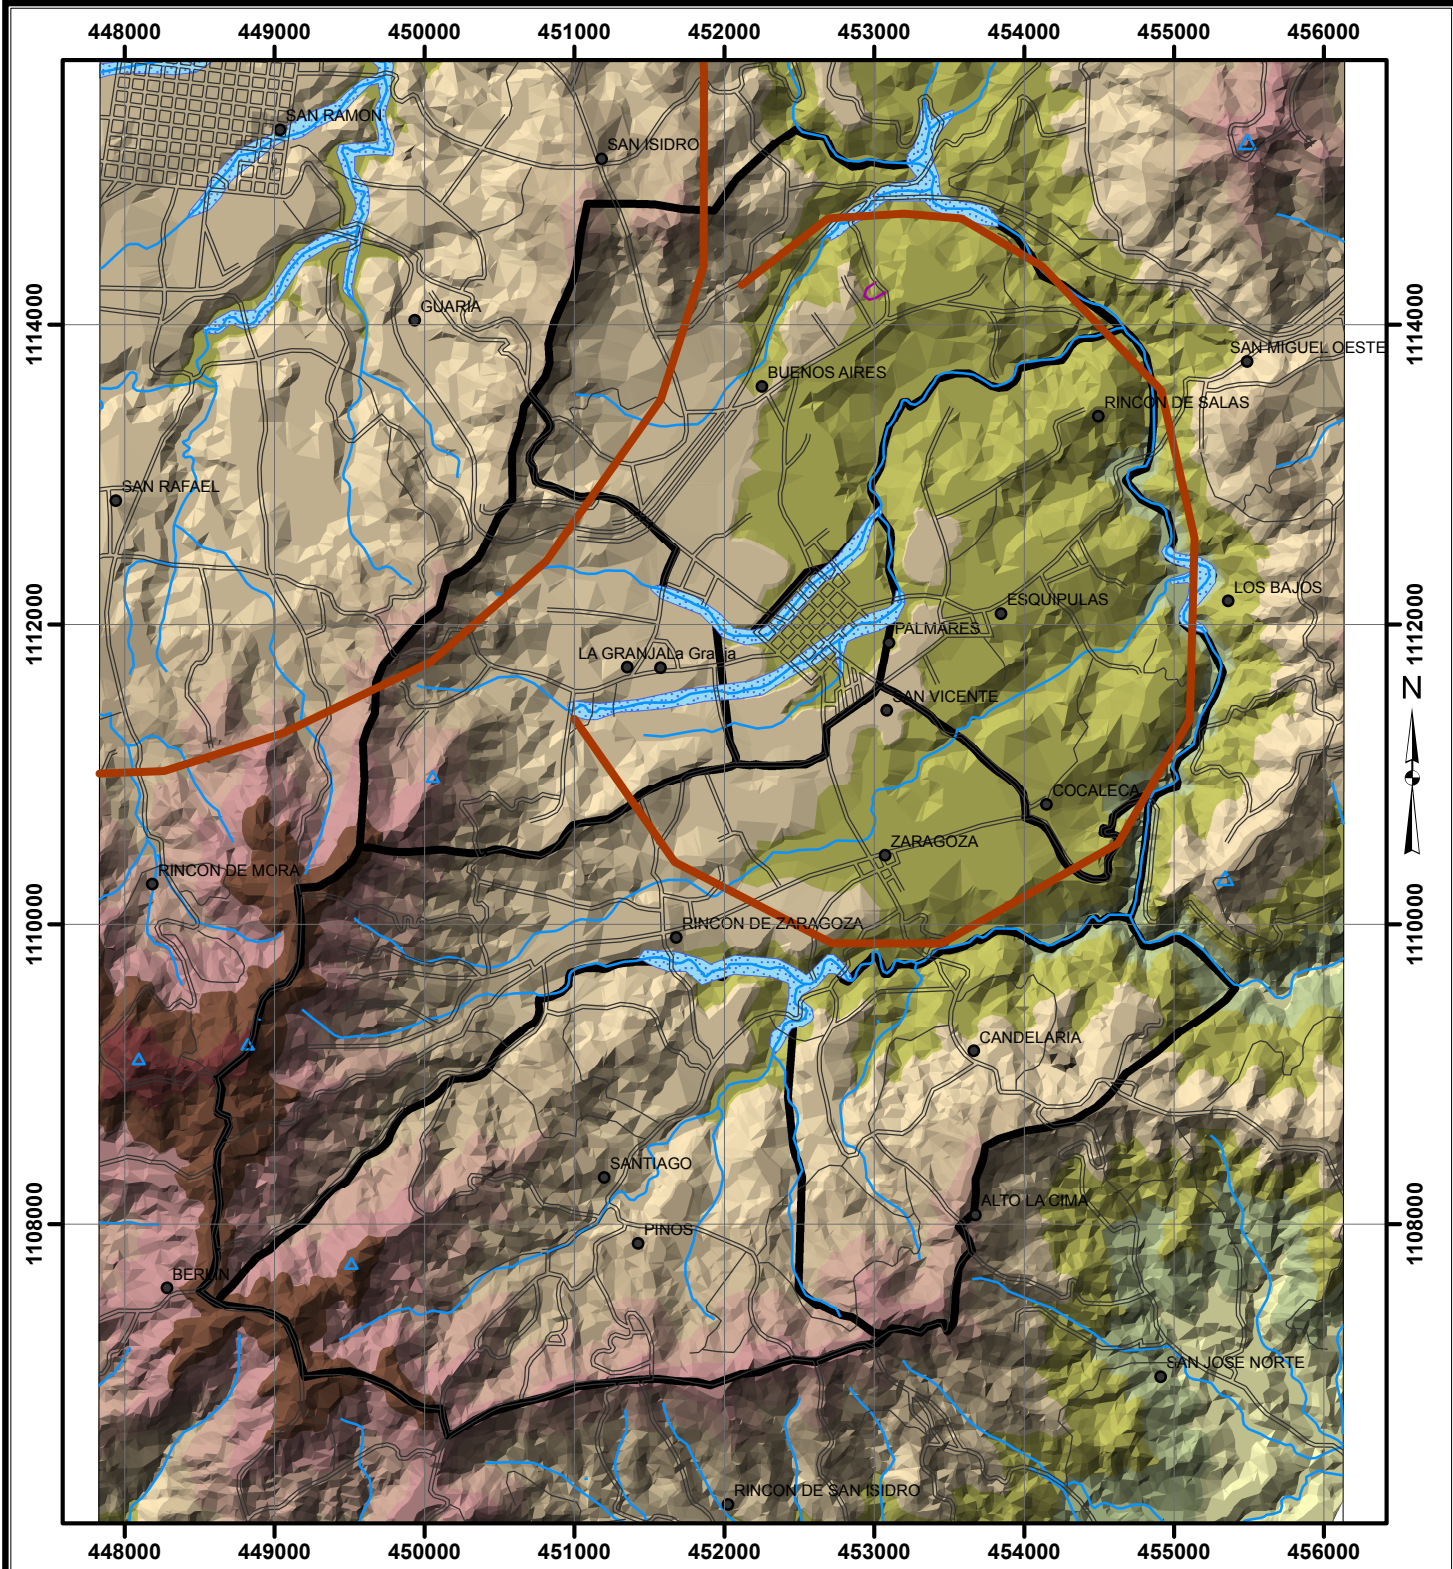 448000 449000 450000 451000 452000 453000 454000 455000 456000
SAN RAMON
SAN ISIDRO
GUARIA
1114000
1114000
SAN MIGUEL OESTE
BUENOS AIRES
RINCON DE SALAS
SAN RAFAEL
LOS BAJOS
ESQUIPULAS
1112000
1112000
PALMARES
LA GRANJA
La Granja
N
SAN VICENTE
COCALECA
ZARAGOZA
RINCON DE MORA
RINCON DE ZARAGOZA
1110000
1110000
CANDELARIA
SANTIAGO
ALTO LA CIMA
1108000
1108000
PINOS
BERLIN
SAN JOSE NORTE
RINCON DE SAN ISIDRO
448000 449000 450000 451000 452000 453000 454000 455000 456000